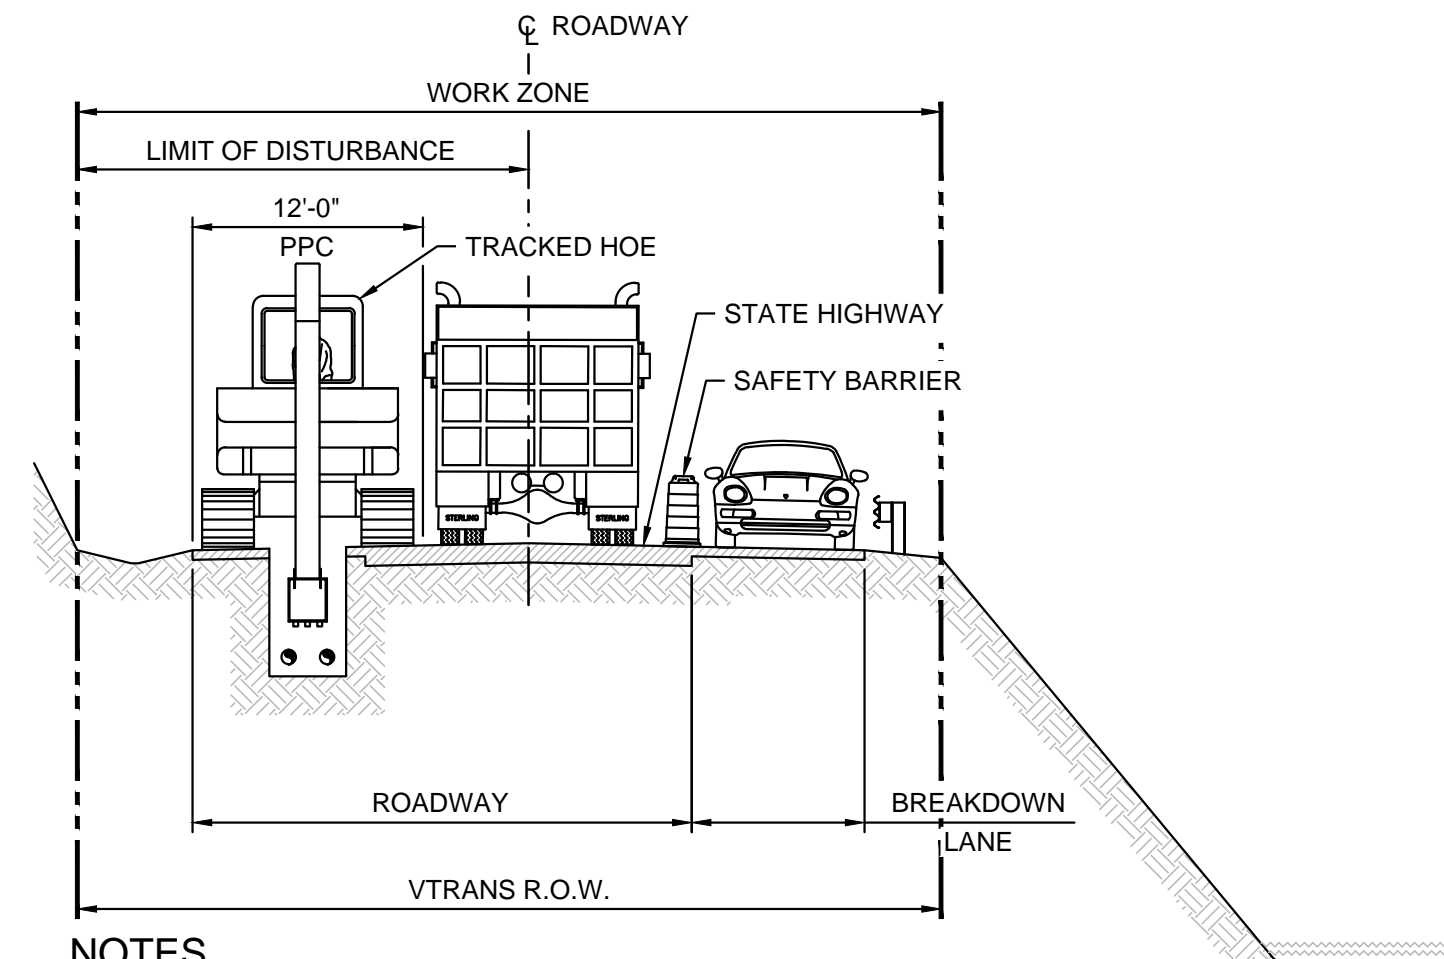 ℄ ROADWAY
WORK ZONE
LIMIT OF DISTURBANCE
12'-0"
PPC
TRACKED HOE
STATE HIGHWAY
SAFETY BARRIER
STERLING STERLING
ROADWAY
BREAKDOWN
LANE
VTRANS R.O.W.
NOTES